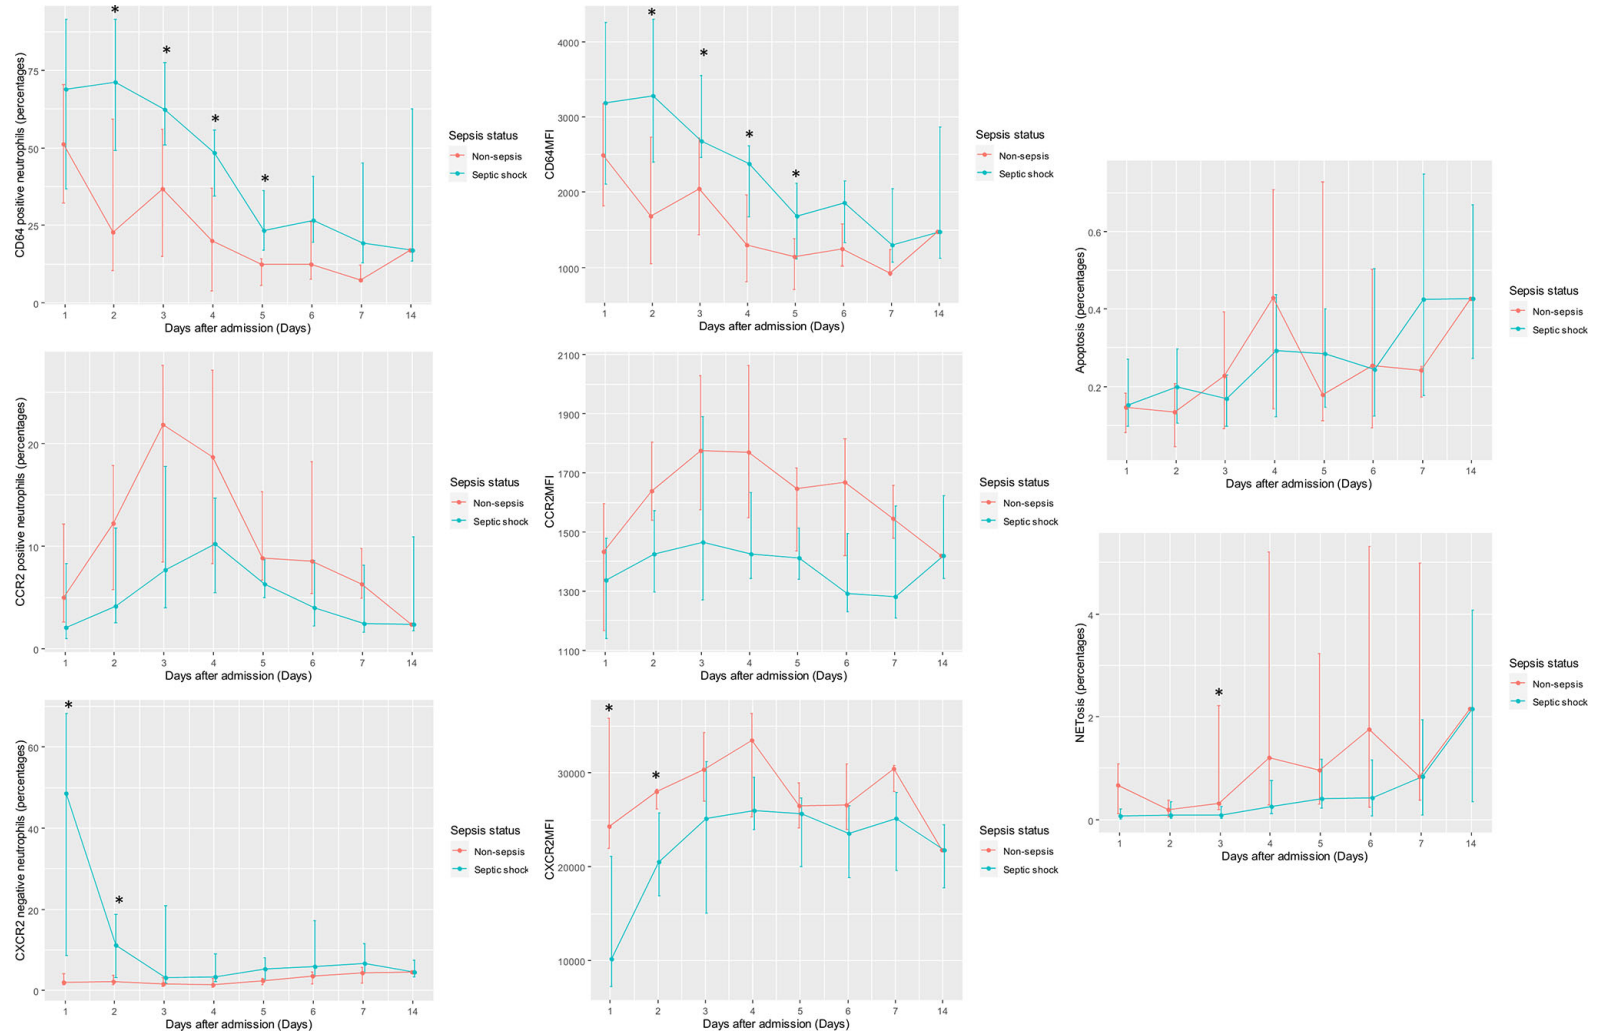 *
*
*
*
CD64 positive neutrophils (percentages)
75
50
25
0
1 2 3 4 5 6 7 14
Days after admission (Days)
Sepsis status
Non-sepsis
Septic shock
*
*
*
*
CD64MFI
4000
3000
2000
1000
1 2 3 4 5 6 7 14
Days after admission (Days)
Sepsis status
Non-sepsis
Septic shock
Apoptosis (percentages)
0.6
0.4
0.2
1 2 3 4 5 6 7 14
Days after admission (Days)
Sepsis status
Non-sepsis
Septic shock
CCR2 positive neutrophils (percentages)
20
10
0
1 2 3 4 5 6 7 14
Days after admission (Days)
Sepsis status
Non-sepsis
Septic shock
CCR2MFI
2100
1900
1700
1500
1300
1100
1 2 3 4 5 6 7 14
Days after admission (Days)
Sepsis status
Non-sepsis
Septic shock
*
NETosis (percentages)
4
2
0
1 2 3 4 5 6 7 14
Days after admission (Days)
Sepsis status
Non-sepsis
Septic shock
*
*
CXCR2 negative neutrophils (percentages)
60
40
20
0
1 2 3 4 5 6 7 14
Days after admission (Days)
Sepsis status
Non-sepsis
Septic shock
*
*
CXCR2MFI
30000
20000
10000
1 2 3 4 5 6 7 14
Days after admission (Days)
Sepsis status
Non-sepsis
Septic shock